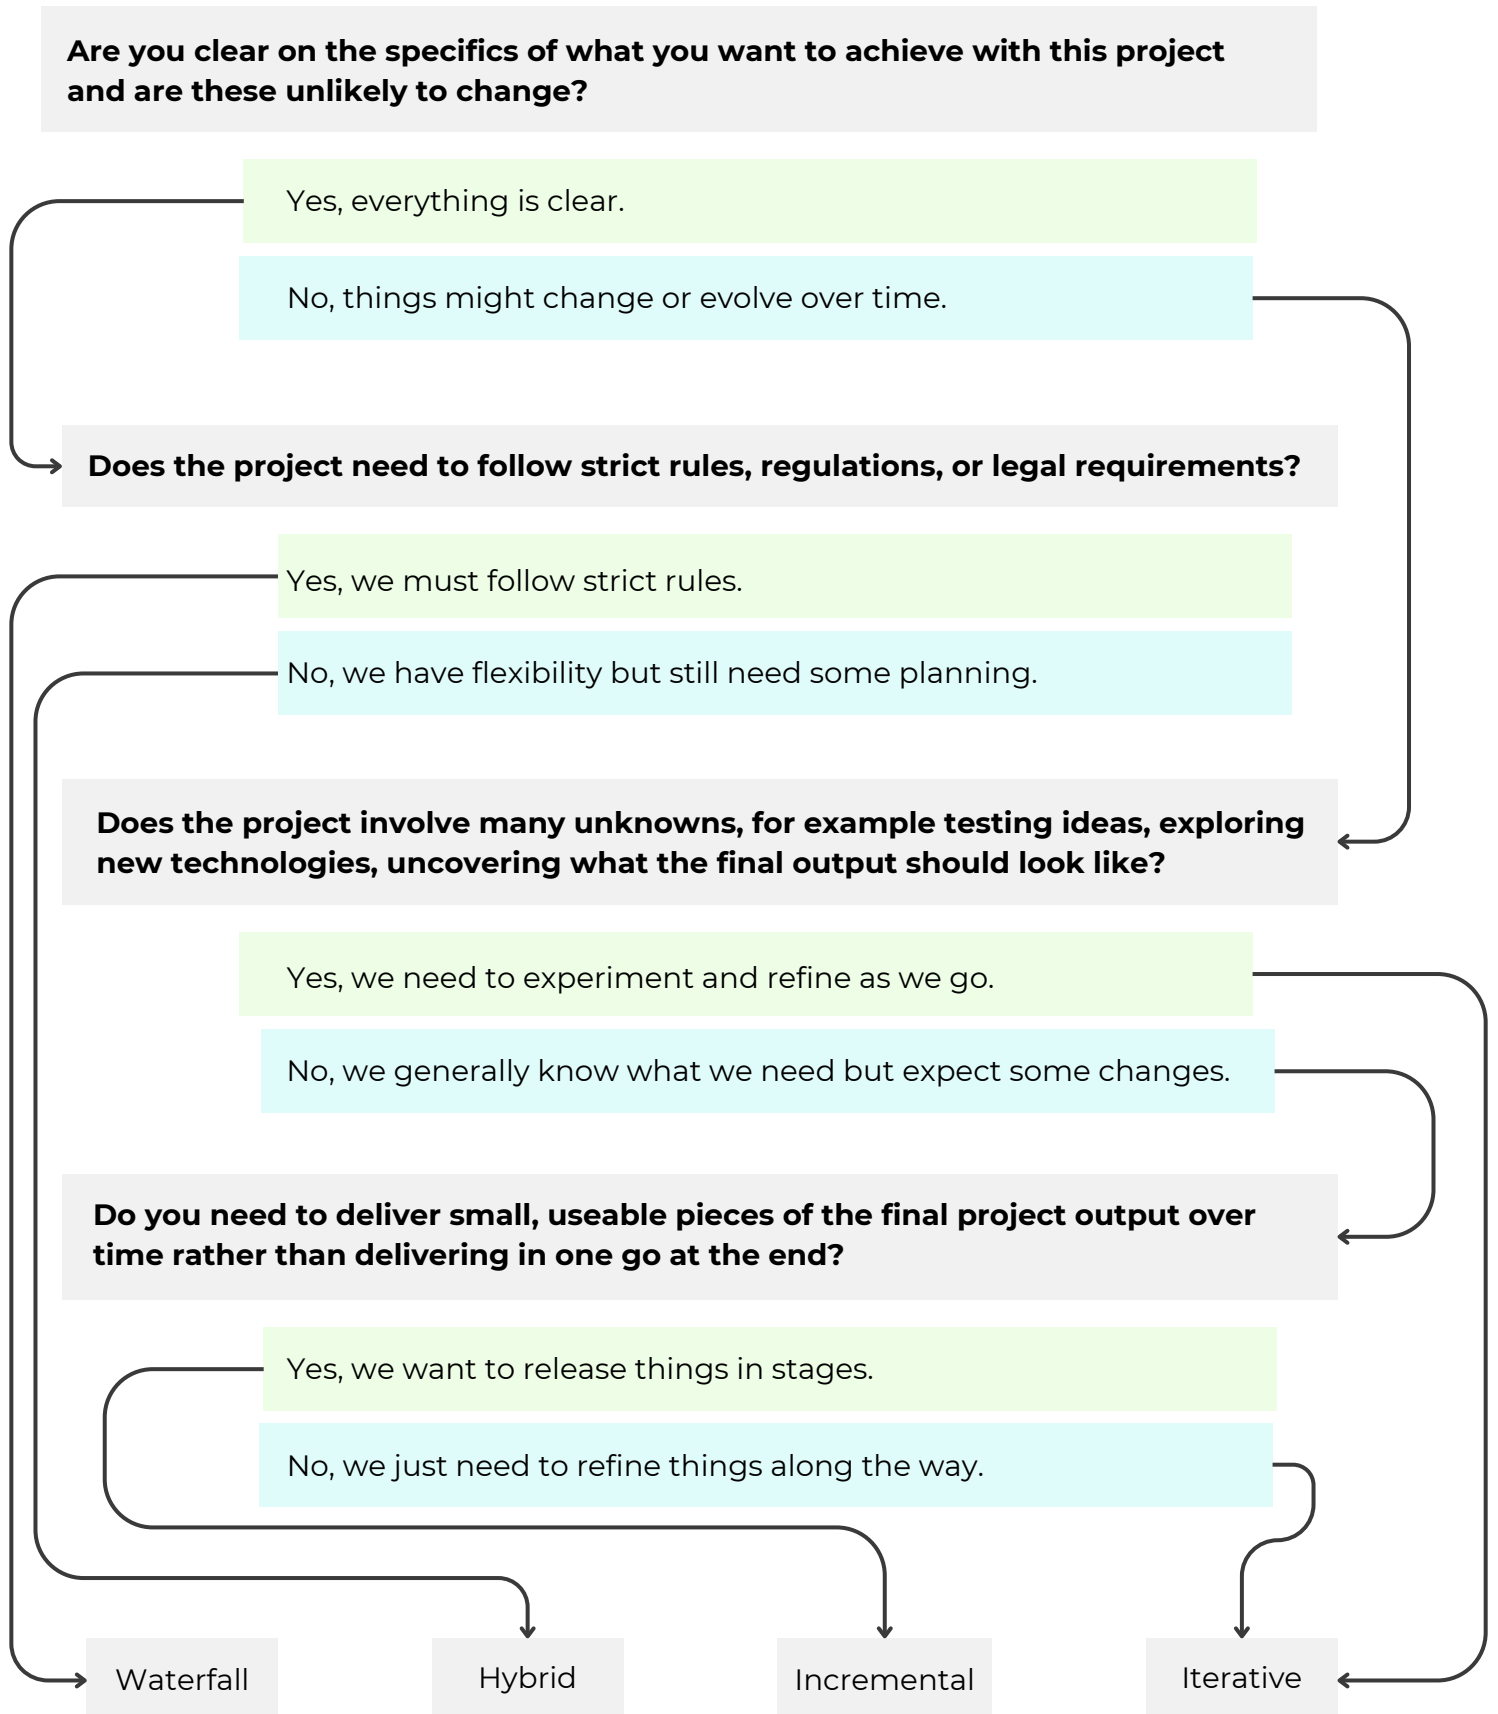 Are you clear on the specifics of what you want to achieve with this project
and are these unlikely to change?
Yes, everything is clear.
No, things might change or evolve over time.
Does the project need to follow strict rules, regulations, or legal requirements?
Yes, we must follow strict rules.
No, we have flexibility but still need some planning.
Does the project involve many unknowns, for example testing ideas, exploring
new technologies, uncovering what the final output should look like?
Yes, we need to experiment and refine as we go.
No, we generally know what we need but expect some changes.
Do you need to deliver small, useable pieces of the final project output over
time rather than delivering in one go at the end?
Yes, we want to release things in stages.
No, we just need to refine things along the way.
Waterfall
Hybrid
Incremental
Iterative